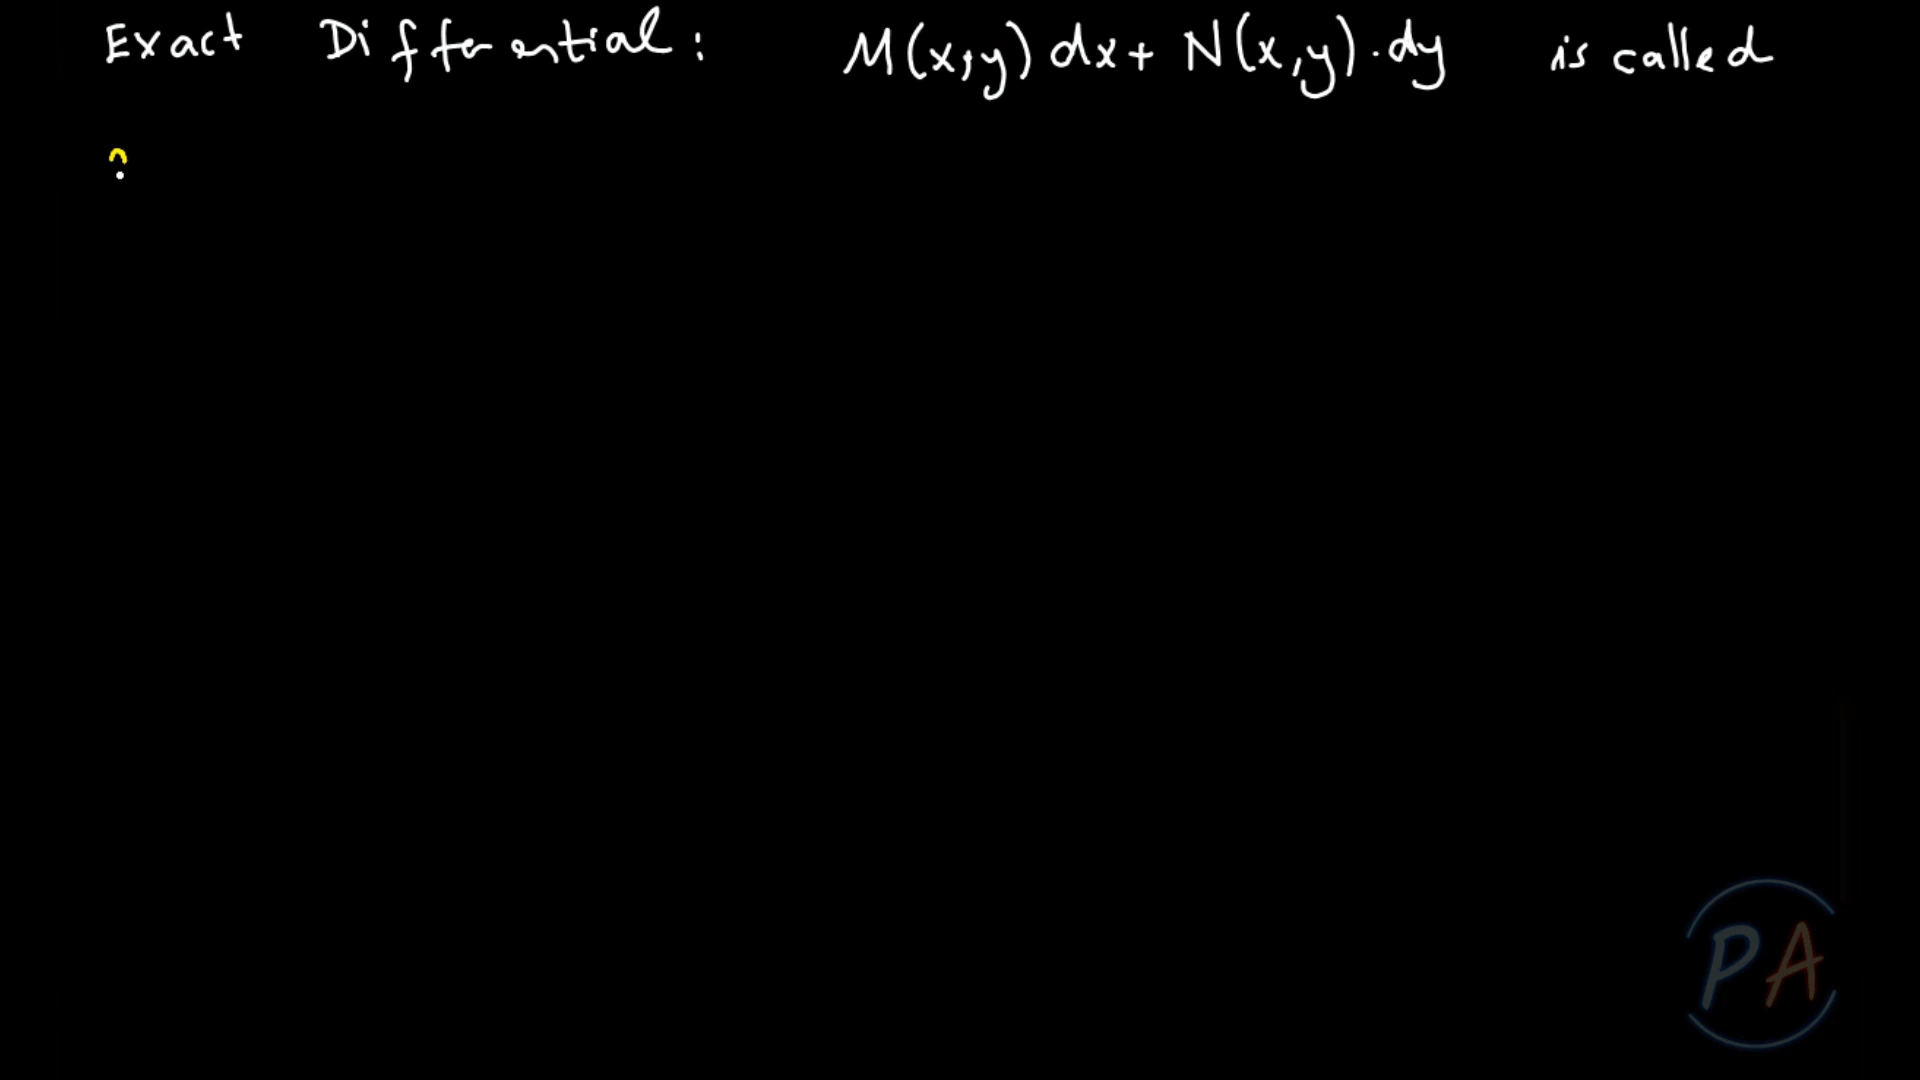 Exact Differential: M(x,y) dx + N(x,y).dy is called
PA